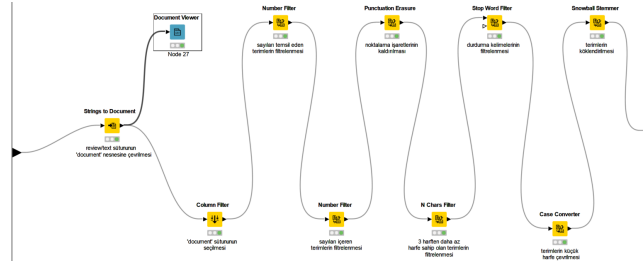 Document Viewer
Node 27
Strings to Document
review/text sütununun
'document' nesnesine çevrilmesi
Column Filter
'document' sütununun
seçilmesi
Number Filter
sayıları temsil eden
terimlerin filtrelenmesi
Number Filter
sayıları içeren
terimlerin filtrelenmesi
Punctuation Erasure
noktalama işaretlerinin
kaldırılması
N Chars Filter
3 harften daha az
harfe sahip olan terimlerin
filtrelenmesi
Stop Word Filter
durdurma kelimelerinin
filtrelenmesi
Case Converter
terimlerin küçük
harfe çevrilmesi
Snowball Stemmer
terimlerin
köklendirilmesi